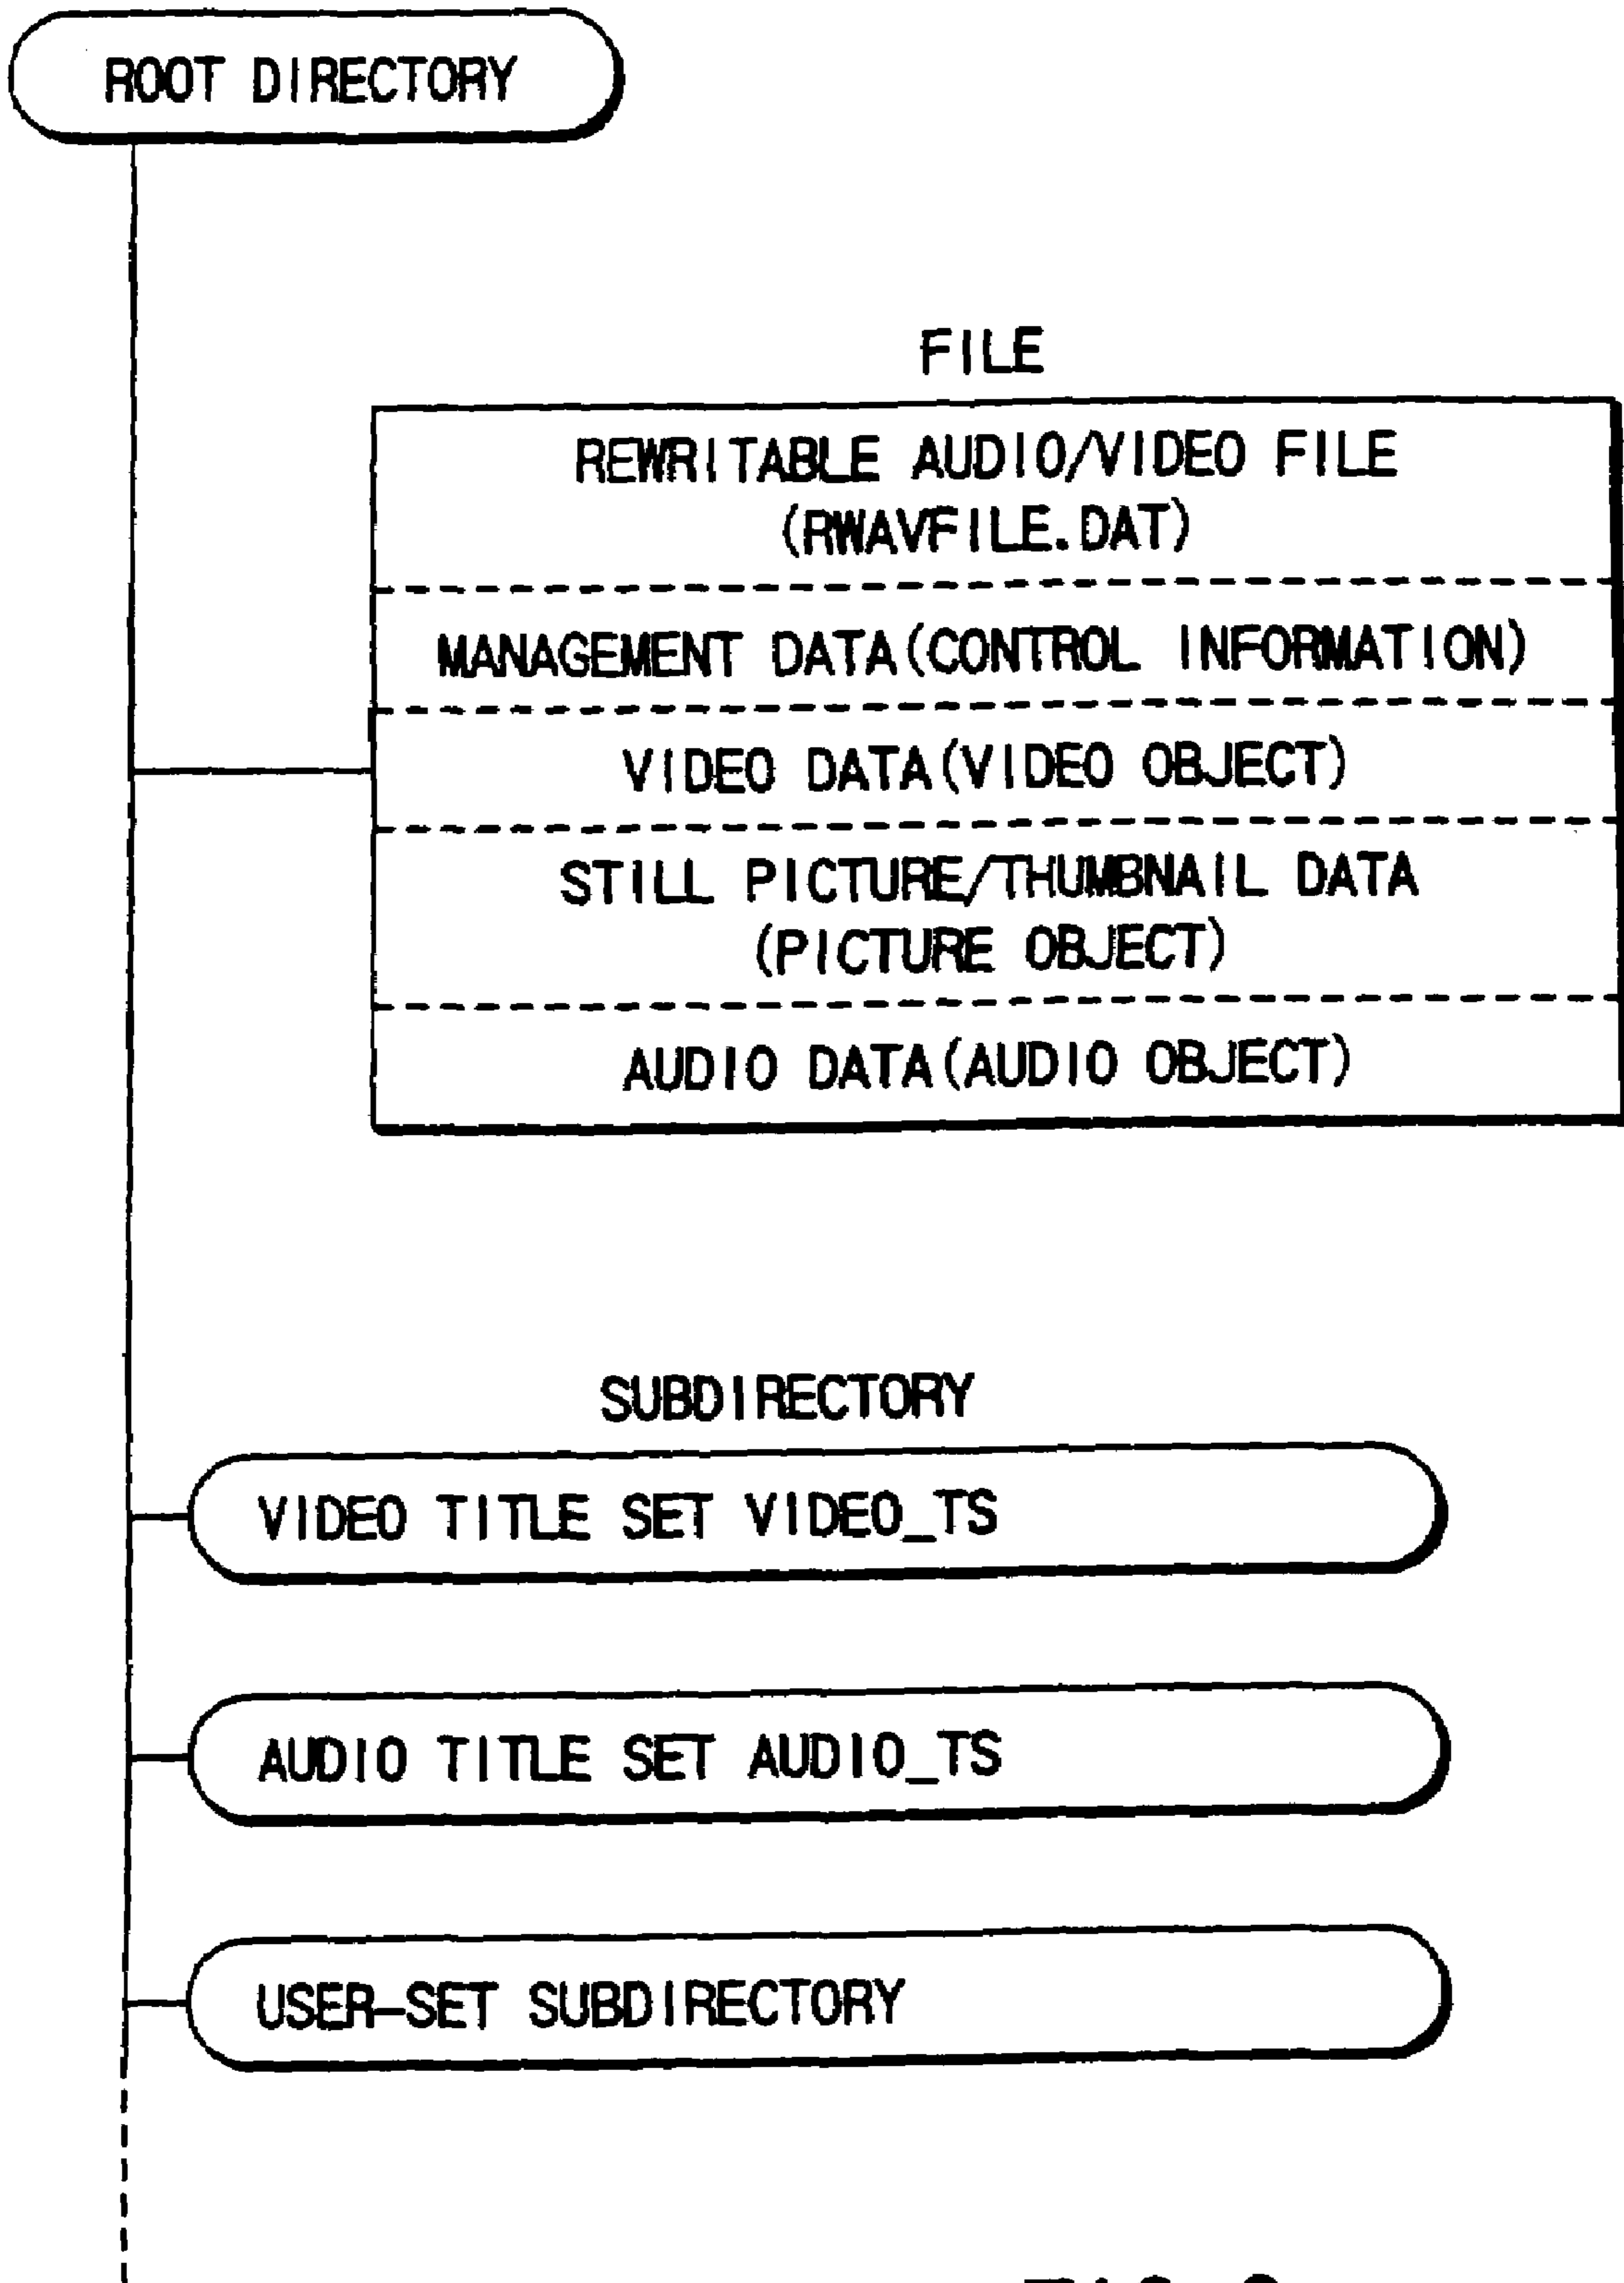 ROOT DIRECTORY
FILE
REWRITABLE AUDIO/VIDEO FILE
(RWAVFILE.DAT)
MANAGEMENT DATA(CONTROL INFORMATION)
VIDEO DATA(VIDEO OBJECT)
STILL PICTURE/THUMBNAIL DATA
(PICTURE OBJECT)
AUDIO DATA(AUDIO OBJECT)
SUBDIRECTORY
VIDEO TITLE SET VIDEO_TS
AUDIO TITLE SET AUDIO_TS
USER-SET SUBDIRECTORY